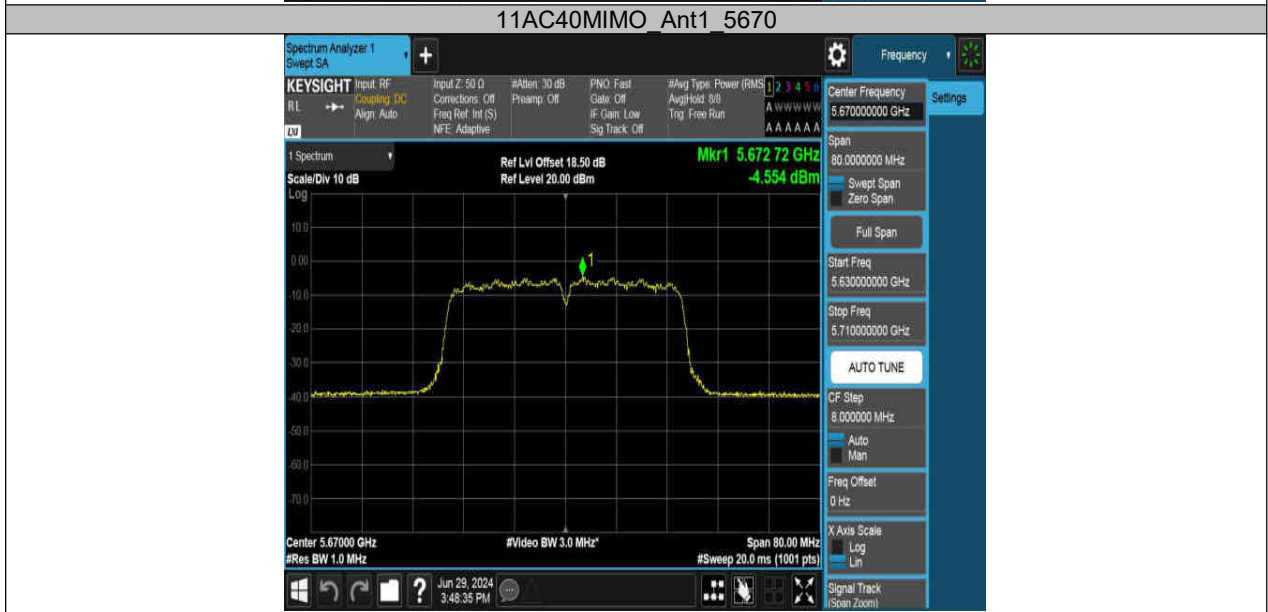 11AC40MIMO_Ant1_5670
Spectrum Analyzer 1
Swept SA
+
Frequency
KEYSIGHT
RL
LXI
Input: RF
Coupling: DC
Align: Auto
Input Z: 50 Ω
Corrections: Off
Freq Ref: Int (S)
NFE: Adaptive
#Atten: 30 dB
Preamp: Off
PNO: Fast
Gate: Off
IF Gain: Low
Sig Track: Off
#Avg Type: Power (RMS
Avg|Hold: 8/8
Trig: Free Run
1 2 3 4 5 6
A W W W W W
A A A A A A
1 Spectrum
Scale/Div 10 dB
Log
Ref Lvl Offset 18.50 dB
Ref Level 20.00 dBm
Mkr1 5.672 72 GHz
-4.554 dBm
10.0
0.00
-10.0
-20.0
-30.0
-40.0
-50.0
-60.0
-70.0
1
Center 5.67000 GHz
#Res BW 1.0 MHz
#Video BW 3.0 MHz*
Span 80.00 MHz
#Sweep 20.0 ms (1001 pts)
?
Jun 29, 2024
3:48:35 PM
Center Frequency
5.670000000 GHz
Settings
Span
80.0000000 MHz
Swept Span
Zero Span
Full Span
Start Freq
5.630000000 GHz
Stop Freq
5.710000000 GHz
AUTO TUNE
CF Step
8.000000 MHz
Auto
Man
Freq Offset
0 Hz
X Axis Scale
Log
Lin
Signal Track
(Span Zoom)